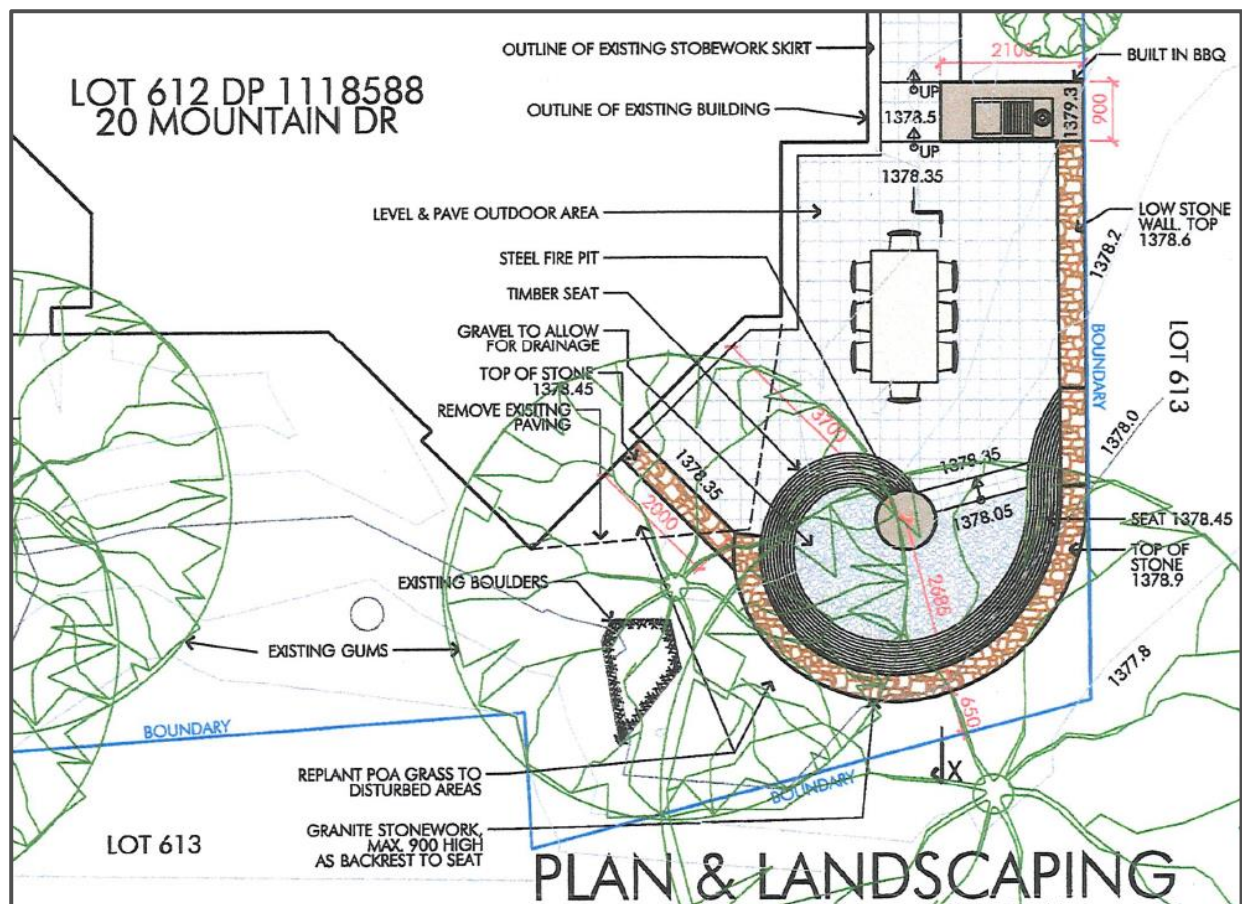 LOT 612 DP 1118588
20 MOUNTAIN DR
OUTLINE OF EXISTING STOBEWORK SKIRT
OUTLINE OF EXISTING BUILDING
2100
BUILT IN BBQ
UP
1378.5
1379.3
900
UP
1378.35
LEVEL & PAVE OUTDOOR AREA
LOW STONE
WALL. TOP
1378.6
1378.2
STEEL FIRE PIT
TIMBER SEAT
GRAVEL TO ALLOW
FOR DRAINAGE
TOP OF STONE
1378.45
REMOVE EXISITNG
PAVING
BOUNDARY
LOT 613
3700
1378.0
1378.35
1378.35
2000
1378.05
SEAT 1378.45
TOP OF
STONE
1378.9
2685
EXISTING BOULDERS
EXISTING GUMS
1377.8
650
BOUNDARY
REPLANT POA GRASS TO
DISTURBED AREAS
X
BOUNDARY
GRANITE STONEWORK,
MAX. 900 HIGH
AS BACKREST TO SEAT
LOT 613
PLAN & LANDSCAPING